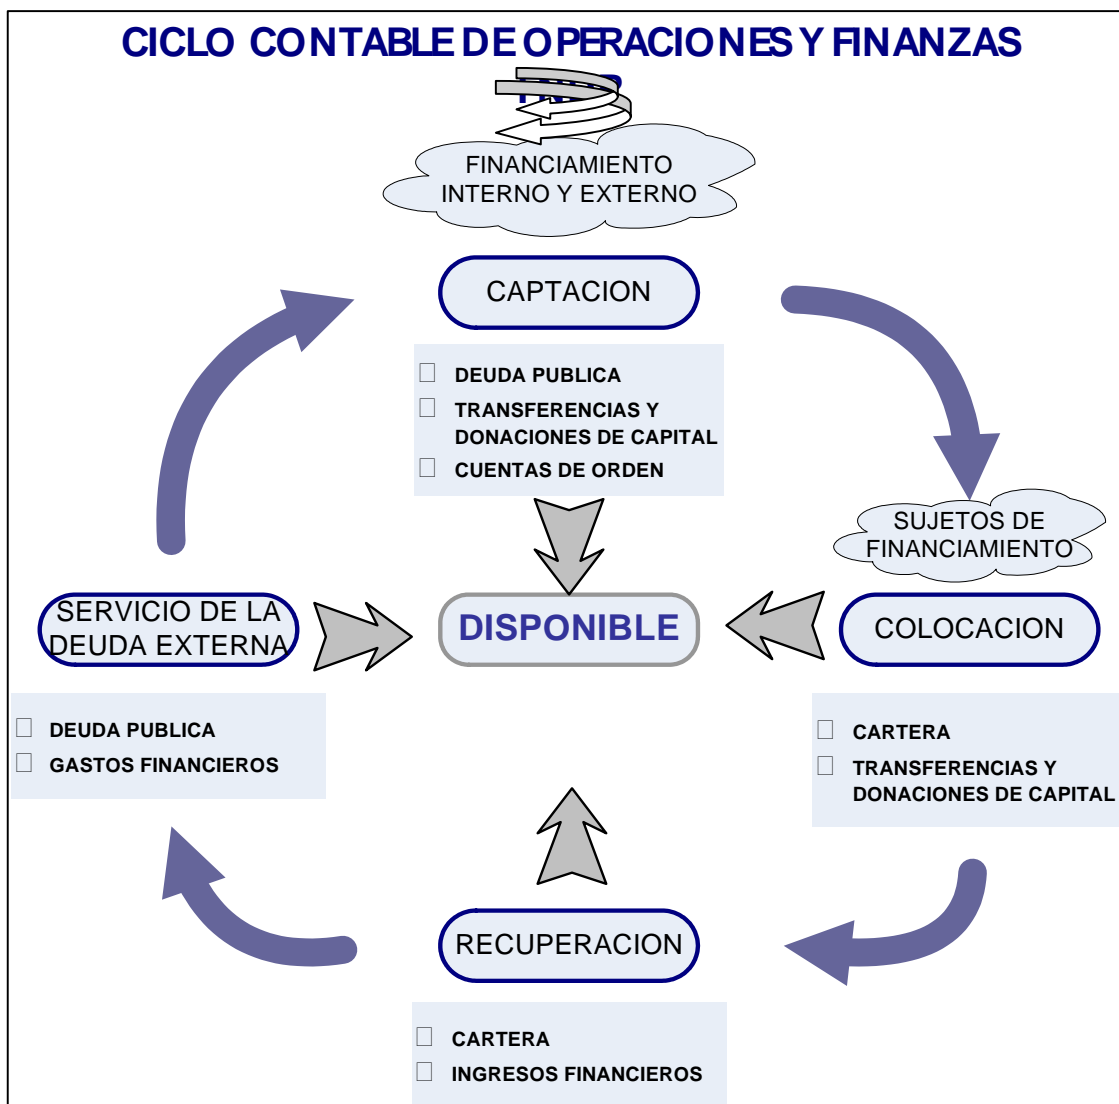 CICLO CONTABLE DE OPERACIONES Y FINANZAS
FINANCIAMIENTO
INTERNO Y EXTERNO
CAPTACION
DEUDA PUBLICA
TRANSFERENCIAS Y
DONACIONES DE CAPITAL
CUENTAS DE ORDEN
SUJETOS DE
FINANCIAMIENTO
SERVICIO DE LA
DEUDA EXTERNA
DISPONIBLE
COLOCACION
DEUDA PUBLICA
GASTOS FINANCIEROS
CARTERA
TRANSFERENCIAS Y
DONACIONES DE CAPITAL
RECUPERACION
CARTERA
INGRESOS FINANCIEROS